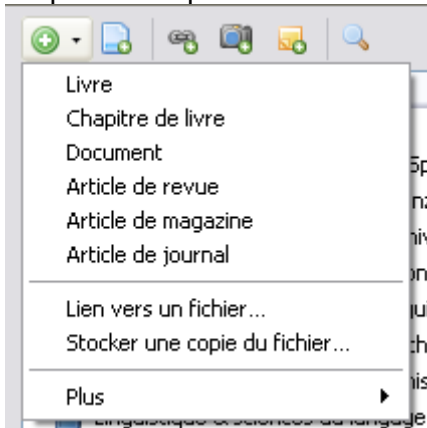 Livre
Chapitre de livre
Document
Article de revue
Article de magazine
Article de journal
Lien vers un fichier...
Stocker une copie du fichier...
Plus